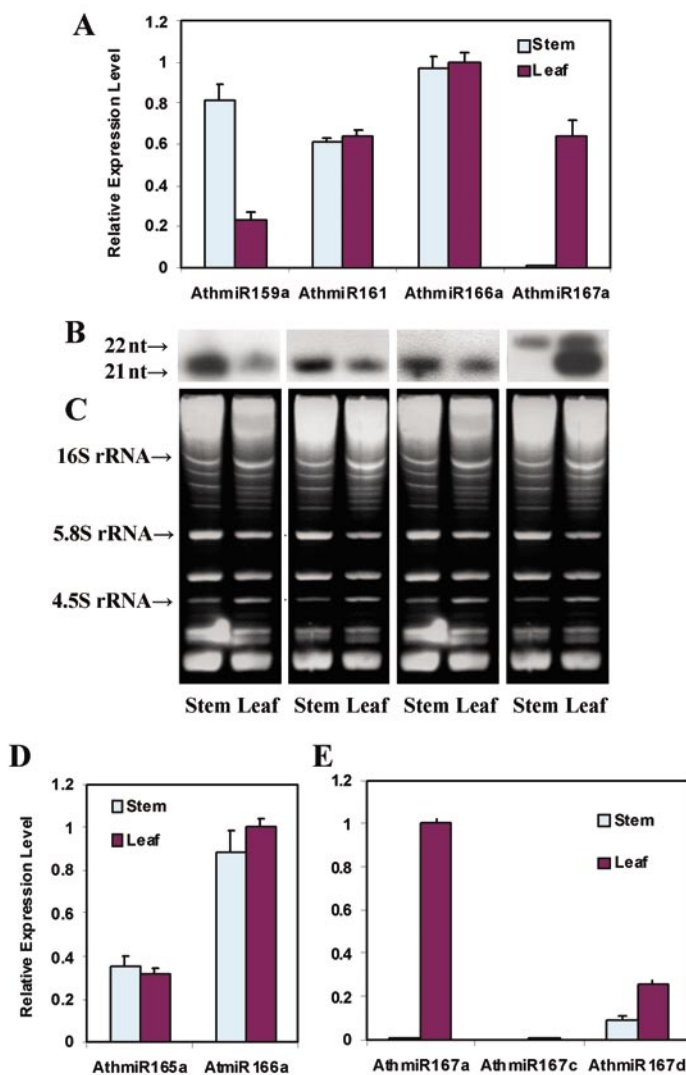 A
1.2
1
0.8
0.6
0.4
0.2
0
Relative Expression Level
Stem
Leaf
AthmiR159a AthmiR161 AthmiR166a AthmiR167a
B
22 nt→
21 nt→
C
16S rRNA→
5.8S rRNA→
4.5S rRNA→
Stem Leaf Stem Leaf Stem Leaf Stem Leaf
D
1.2
1
0.8
0.6
0.4
0.2
0
Relative Expression Level
Stem
Leaf
AthmiR165a AtmiR166a
E
1.2
1
0.8
0.6
0.4
0.2
0
Stem
Leaf
AthmiR167a AthmiR167c AthmiR167d